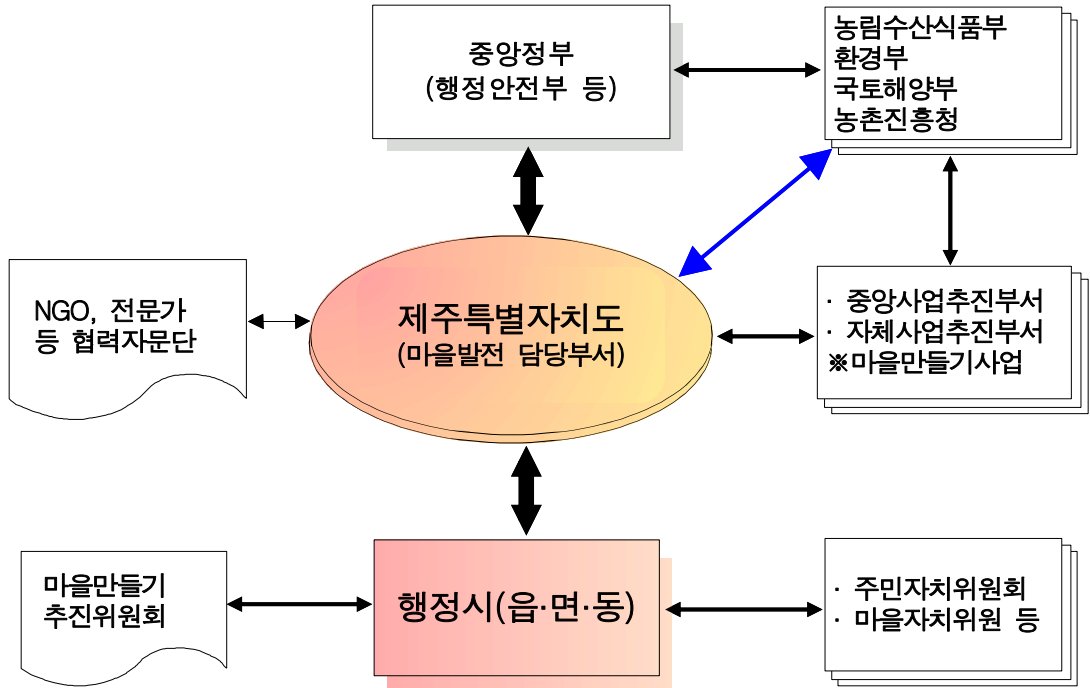 중앙정부
(행정안전부 등)
농림수산식품부
환경부
국토해양부
농촌진흥청
NGO, 전문가
등 협력자문단
제주특별자치도
(마을발전 담당부서)
· 중앙사업추진부서
· 자체사업추진부서
※마을만들기사업
마을만들기
추진위원회
행정시(읍·면·동)
· 주민자치위원회
· 마을자치위원 등